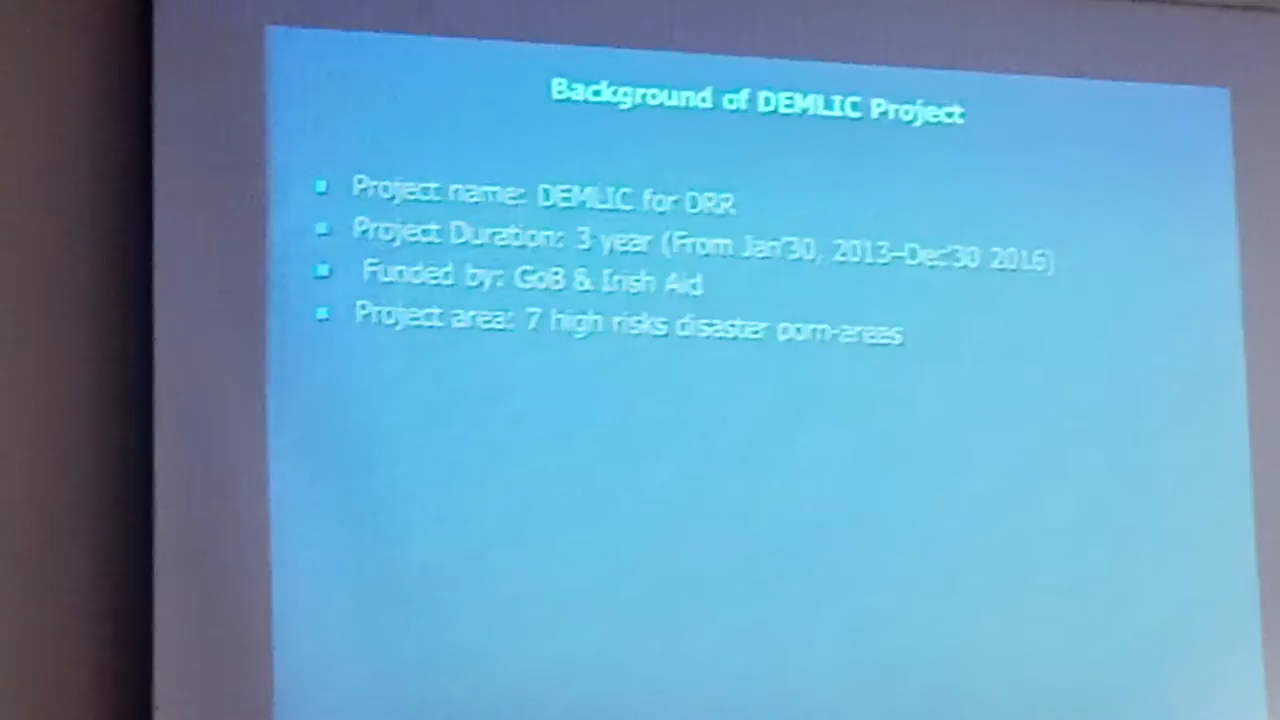 Background of DEMLIC Project
Project name: DEMLIC for DRR
Project Duration: 3 year (From Jan'30, 2013–Dec'30 2016)
Funded by: GoB & Irish Aid
Project area: 7 high risks disaster porn-areas